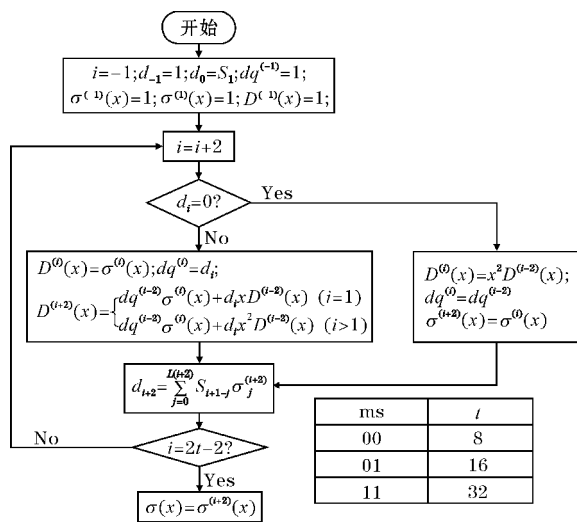 开始
i=-1;d₋₁=1;d₀=S₁;dq⁽⁻¹⁾=1;
σ⁽⁻¹⁾(x)=1;σ⁽¹⁾(x)=1;D⁽⁻¹⁾(x)=1;
i=i+2
dᵢ=0?
Yes
No
D⁽ⁱ⁾(x)=σ⁽ⁱ⁾(x);dq⁽ⁱ⁾=dᵢ;
D⁽ⁱ⁺²⁾(x)={dq⁽ⁱ⁻²⁾σ⁽ⁱ⁾(x)+dᵢxD⁽ⁱ⁻²⁾(x) (i=1)
dq⁽ⁱ⁻²⁾σ⁽ⁱ⁾(x)+dᵢx²D⁽ⁱ⁻²⁾(x) (i>1)
D⁽ⁱ⁾(x)=x²D⁽ⁱ⁻²⁾(x);
dq⁽ⁱ⁾=dq⁽ⁱ⁻²⁾
σ⁽ⁱ⁺²⁾(x)=σ⁽ⁱ⁾(x)
dᵢ₊₂=∑_{j=0}^{L(i+2)} Sᵢ₊₁₋ⱼσⱼ⁽ⁱ⁺²⁾
No
i=2t-2?
Yes
σ(x)=σ⁽ⁱ⁺²⁾(x)
ms t
00 8
01 16
11 32